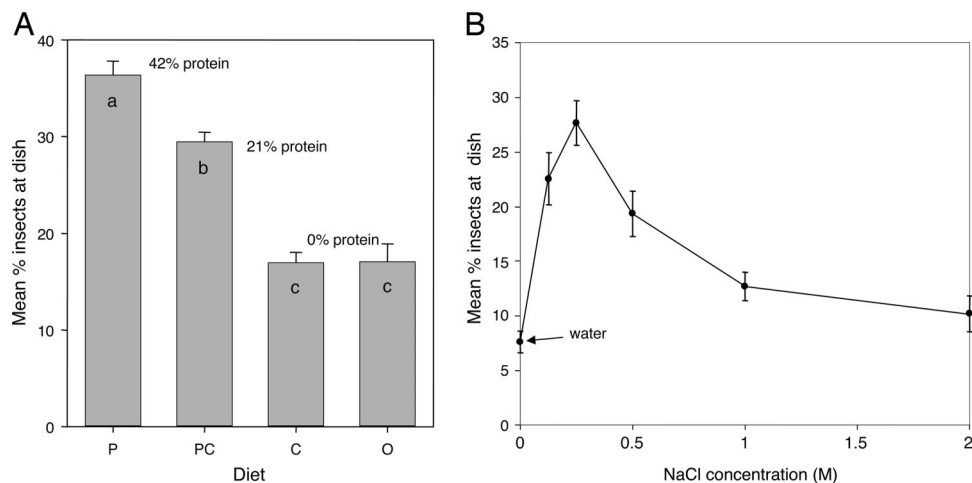 A
Mean % insects at dish
40
30
20
10
0
42% protein
21% protein
0% protein
a
b
c
c
P
PC
C
O
Diet
B
Mean % insects at dish
35
30
25
20
15
10
5
0
water
0
0.5
1
1.5
2
NaCl concentration (M)